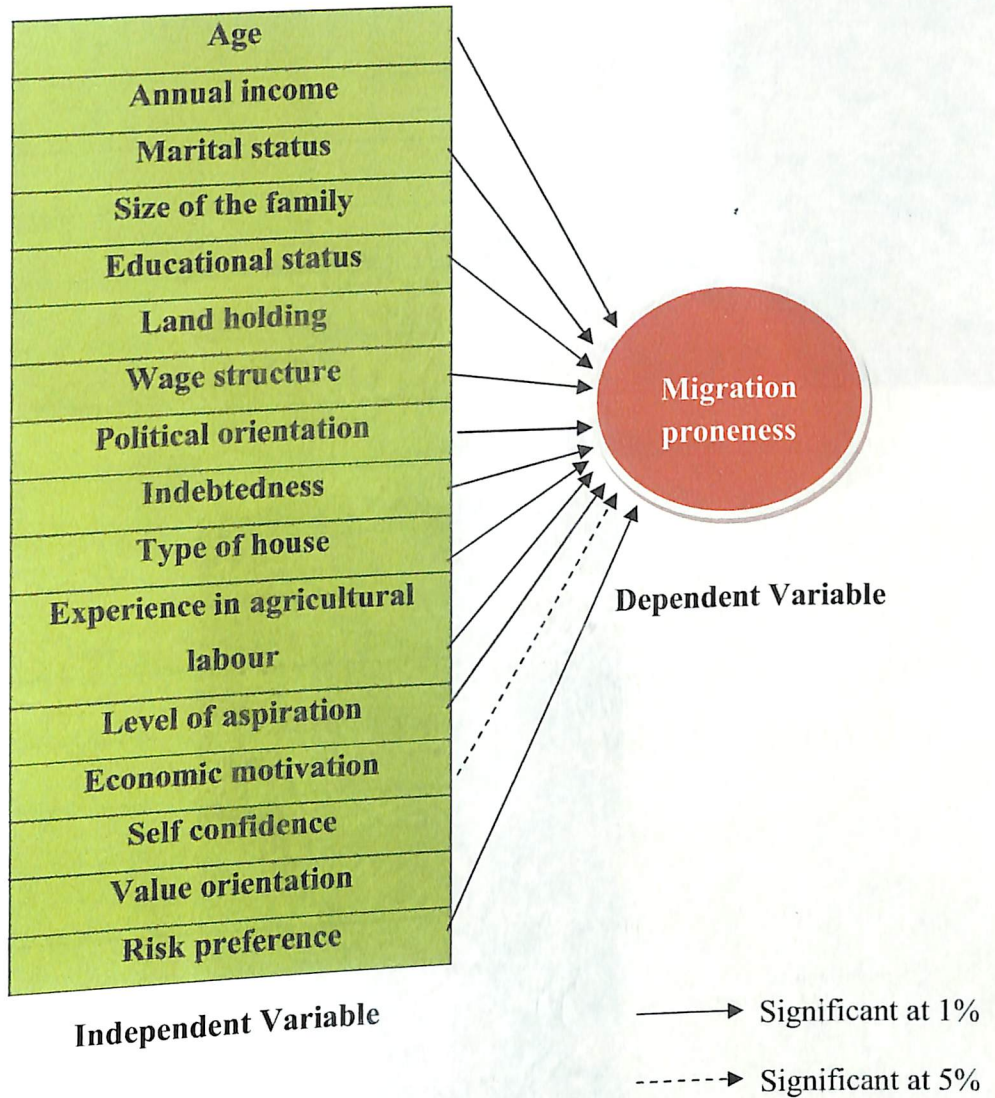 Age
Annual income
Marital status
Size of the family
Educational status
Land holding
Wage structure
Political orientation
Indebtedness
Type of house
Experience in agricultural
labour
Level of aspiration
Economic motivation
Self confidence
Value orientation
Risk preference
Independent Variable
Migration
proneness
Dependent Variable
Significant at 1%
Significant at 5%